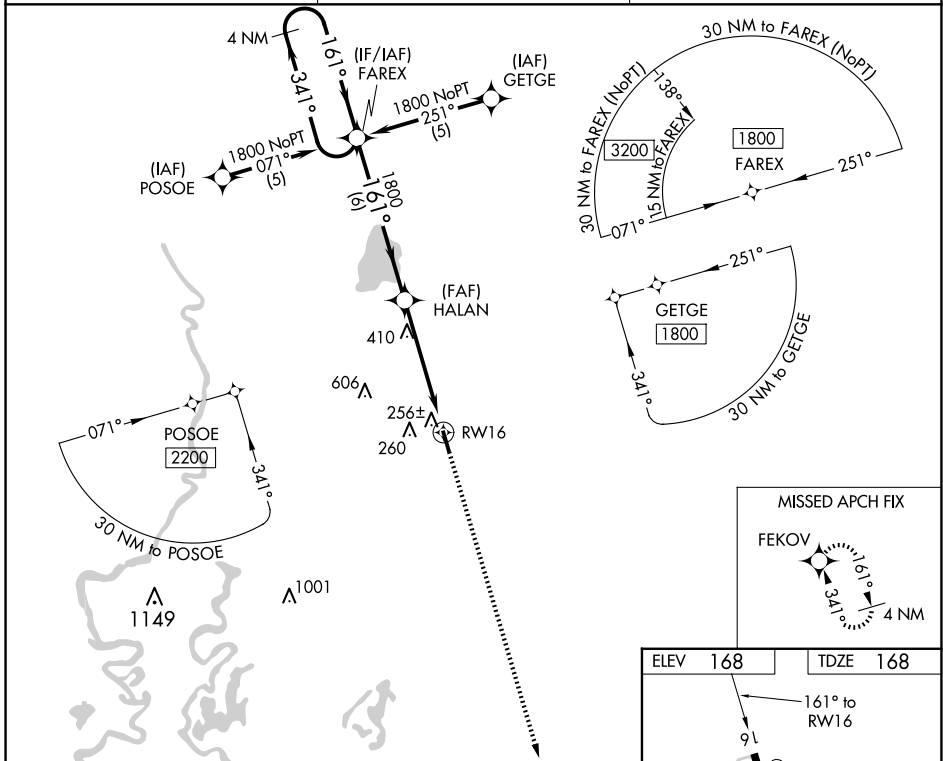 4 NM
161°
341°
(IF/IAF)
FAREX
(IAF)
GETGE
1800 NoPT
251°
(5)
(IAF)
POSOE
1800 NoPT
071°
(5)
1800
161°
(6)
(FAF)
HALAN
410
606
256±
260
RW16
1149
1001
30 NM to FAREX (NoPT)
30 NM to FAREX (NoPT)
138°
15 NM to FAREX
3200
1800
FAREX
251°
071°
251°
GETGE
1800
341°
30 NM to GETGE
071°
POSOE
2200
341°
30 NM to POSOE
MISSED APCH FIX
FEKOV
161°
341°
4 NM
ELEV 168
TDZE 168
161° to
RW16
16